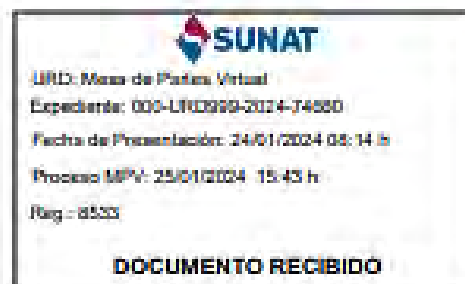 SUNAT
URD: Mesa de Partes Virtual
Expediente: 000-URD999-2024-74660
Fecha de Presentación: 24/01/2024 08:14 h
Proceso MPV: 25/01/2024 15:43 h
Reg.: 8533
DOCUMENTO RECIBIDO